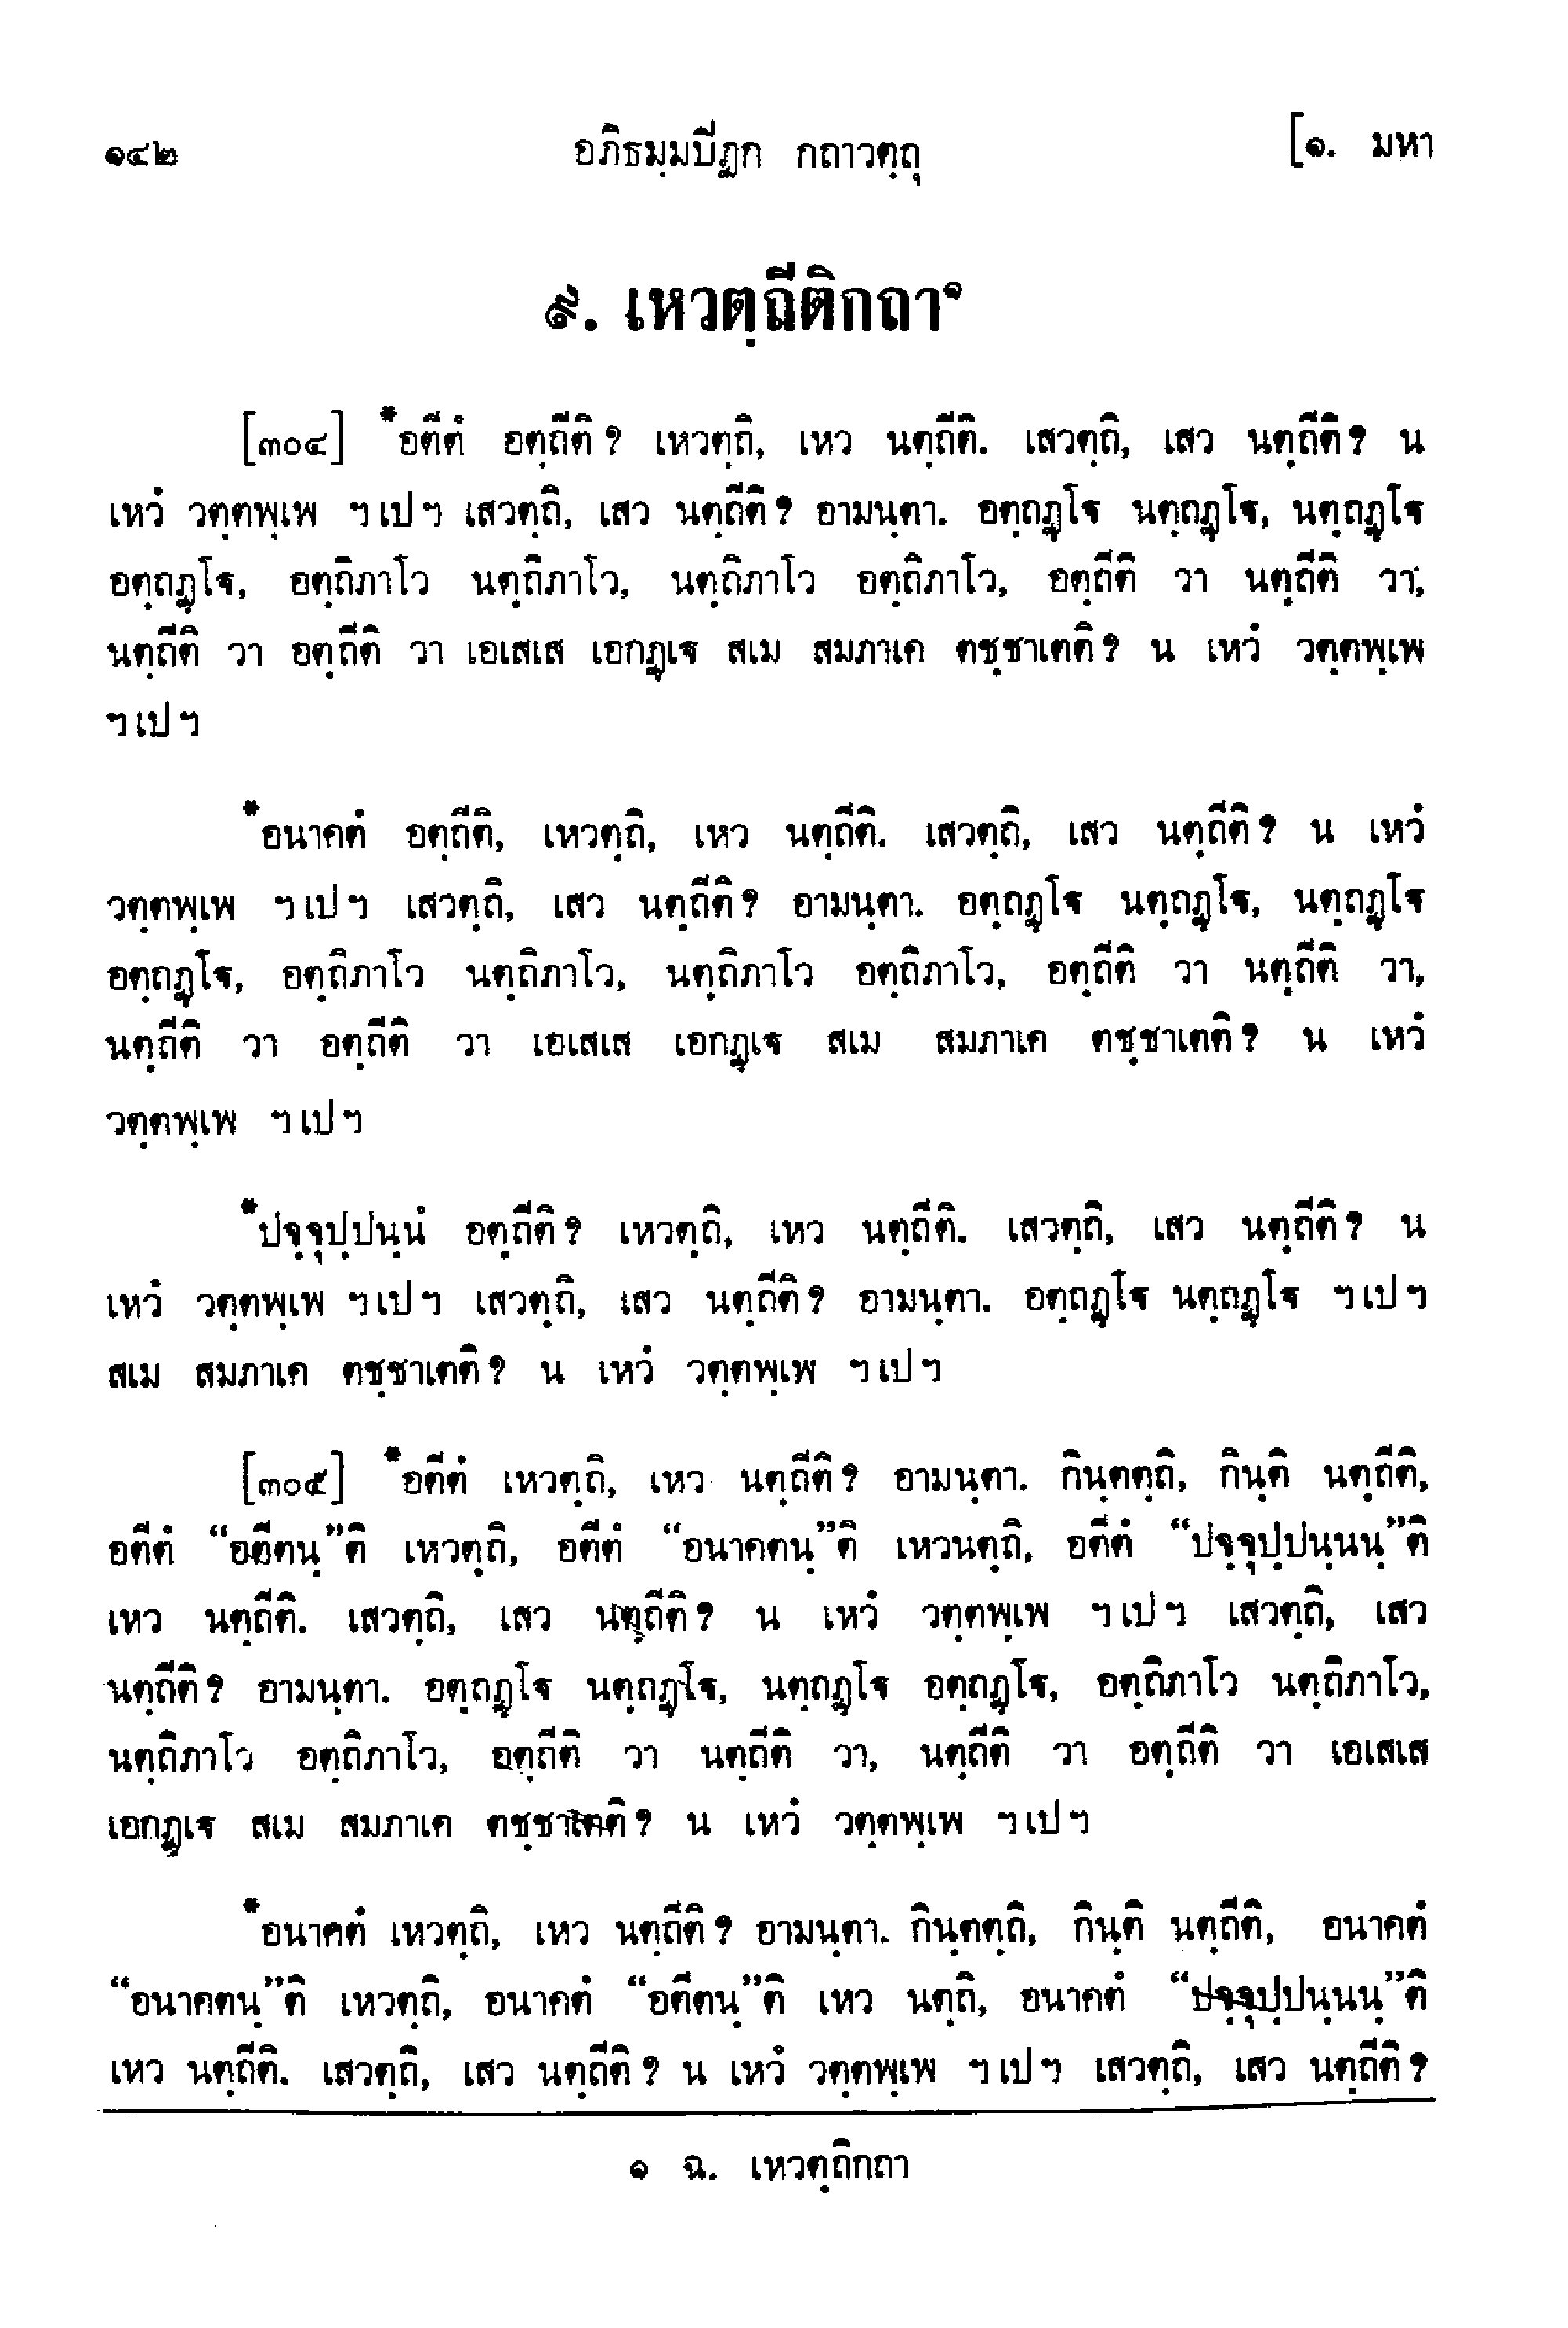 ๑๔๒ อภิธมฺมปิฏก กถาวตฺถุ [๑. มหา
๙. เหวตฺถีติกถา๑
[๓๐๔] *อตีตํ อตฺถีติ? เหวตฺถิ, เหว นตฺถีติ. เสวตฺถิ, เสว นตฺถีติ? น
เหวํ วตฺตพฺเพ ฯเปฯ เสวตฺถิ, เสว นตฺถีติ? อามนฺตา. อตฺถฏฺโฐ นตฺถฏฺโฐ, นตฺถฏฺโฐ
อตฺถฏฺโฐ, อตฺถิภาโว นตฺถิภาโว, นตฺถิภาโว อตฺถิภาโว, อตฺถีติ วา นตฺถีติ วา,
นตฺถีติ วา อตฺถีติ วา เอเสเส เอกฏฺเฐ สเม สมภาเค ตชฺชาเตติ? น เหวํ วตฺตพฺเพ
ฯเปฯ
*อนาคตํ อตฺถีติ, เหวตฺถิ, เหว นตฺถีติ. เสวตฺถิ, เสว นตฺถีติ? น เหวํ
วตฺตพฺเพ ฯเปฯ เสวตฺถิ, เสว นตฺถีติ? อามนฺตา. อตฺถฏฺโฐ นตฺถฏฺโฐ, นตฺถฏฺโฐ
อตฺถฏฺโฐ, อตฺถิภาโว นตฺถิภาโว, นตฺถิภาโว อตฺถิภาโว, อตฺถีติ วา นตฺถีติ วา,
นตฺถีติ วา อตฺถีติ วา เอเสเส เอกฏฺเฐ สเม สมภาเค ตชฺชาเตติ? น เหวํ
วตฺตพฺเพ ฯเปฯ
*ปจฺจุปฺปนฺนํ อตฺถีติ? เหวตฺถิ, เหว นตฺถีติ. เสวตฺถิ, เสว นตฺถีติ? น
เหวํ วตฺตพฺเพ ฯเปฯ เสวตฺถิ, เสว นตฺถีติ? อามนฺตา. อตฺถฏฺโฐ นตฺถฏฺโฐ ฯเปฯ
สเม สมภาเค ตชฺชาเตติ? น เหวํ วตฺตพฺเพ ฯเปฯ
[๓๐๕] *อตีตํ เหวตฺถิ, เหว นตฺถีติ? อามนฺตา. กินฺตตฺถิ, กินฺติ นตฺถีติ,
อตีตํ “อตีตนฺ”ติ เหวตฺถิ, อตีตํ “อนาคตนฺ”ติ เหวนตฺถิ, อตีตํ “ปจฺจุปฺปนฺนนฺ”ติ
เหว นตฺถีติ. เสวตฺถิ, เสว นตฺถีติ? น เหวํ วตฺตพฺเพ ฯเปฯ เสวตฺถิ, เสว
นตฺถีติ? อามนฺตา. อตฺถฏฺโฐ นตฺถฏฺโฐ, นตฺถฏฺโฐ อตฺถฏฺโฐ, อตฺถิภาโว นตฺถิภาโว,
นตฺถิภาโว อตฺถิภาโว, อตฺถีติ วา นตฺถีติ วา, นตฺถีติ วา อตฺถีติ วา เอเสเส
เอกฏฺเฐ สเม สมภาเค ตชฺชาเตติ? น เหวํ วตฺตพฺเพ ฯเปฯ
*อนาคตํ เหวตฺถิ, เหว นตฺถีติ? อามนฺตา. กินฺตตฺถิ, กินฺติ นตฺถีติ, อนาคตํ
“อนาคตนฺ”ติ เหวตฺถิ, อนาคตํ “อตีตนฺ”ติ เหว นตฺถิ, อนาคตํ “ปจฺจุปฺปนฺนนฺ”ติ
เหว นตฺถีติ. เสวตฺถิ, เสว นตฺถีติ? น เหวํ วตฺตพฺเพ ฯเปฯ เสวตฺถิ, เสว นตฺถีติ?
๑ ฉ. เหวตฺถิกถา